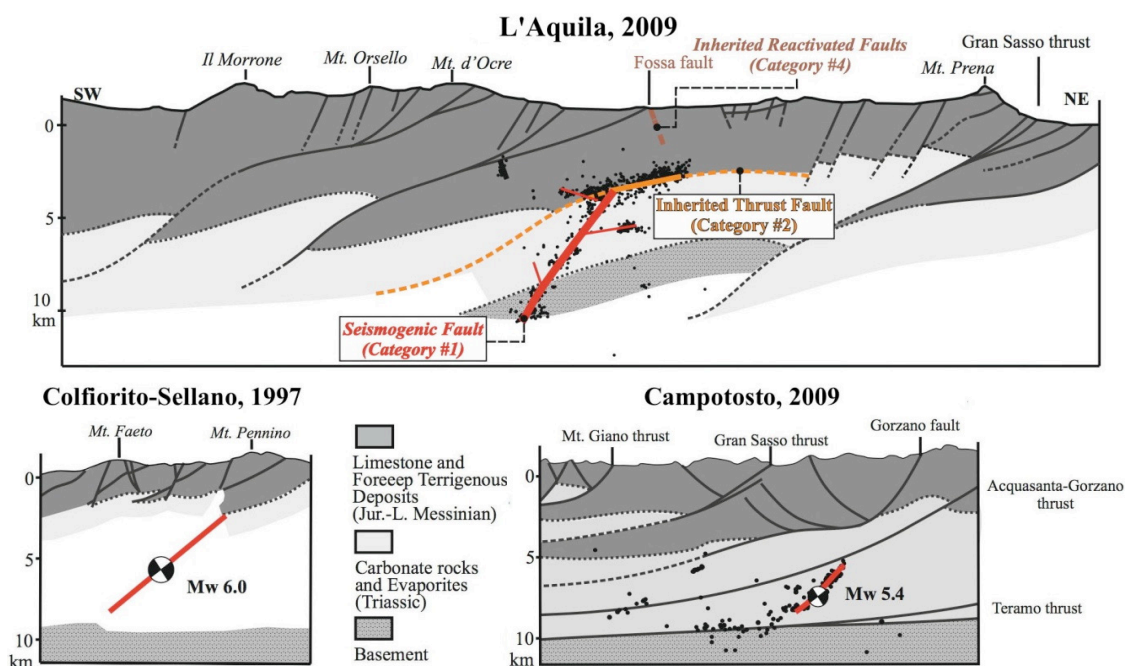 L'Aquila, 2009
Inherited Reactivated Faults
(Category #4)
Il Morrone
Mt. Orsello
Mt. d'Ocre
Fossa fault
Gran Sasso thrust
Mt. Prena
SW
NE
0
5
10
km
Inherited Thrust Fault
(Category #2)
Seismogenic Fault
(Category #1)
Colfiorito-Sellano, 1997
Mt. Faeto
Mt. Pennino
0
5
10
km
Mw 6.0
Limestone and
Foreeep Terrigenous
Deposits
(Jur.-L. Messinian)
Carbonate rocks
and Evaporites
(Triassic)
Basement
Campotosto, 2009
Mt. Giano thrust
Gran Sasso thrust
Gorzano fault
0
5
10
km
Mw 5.4
Acquasanta-Gorzano
thrust
Teramo thrust